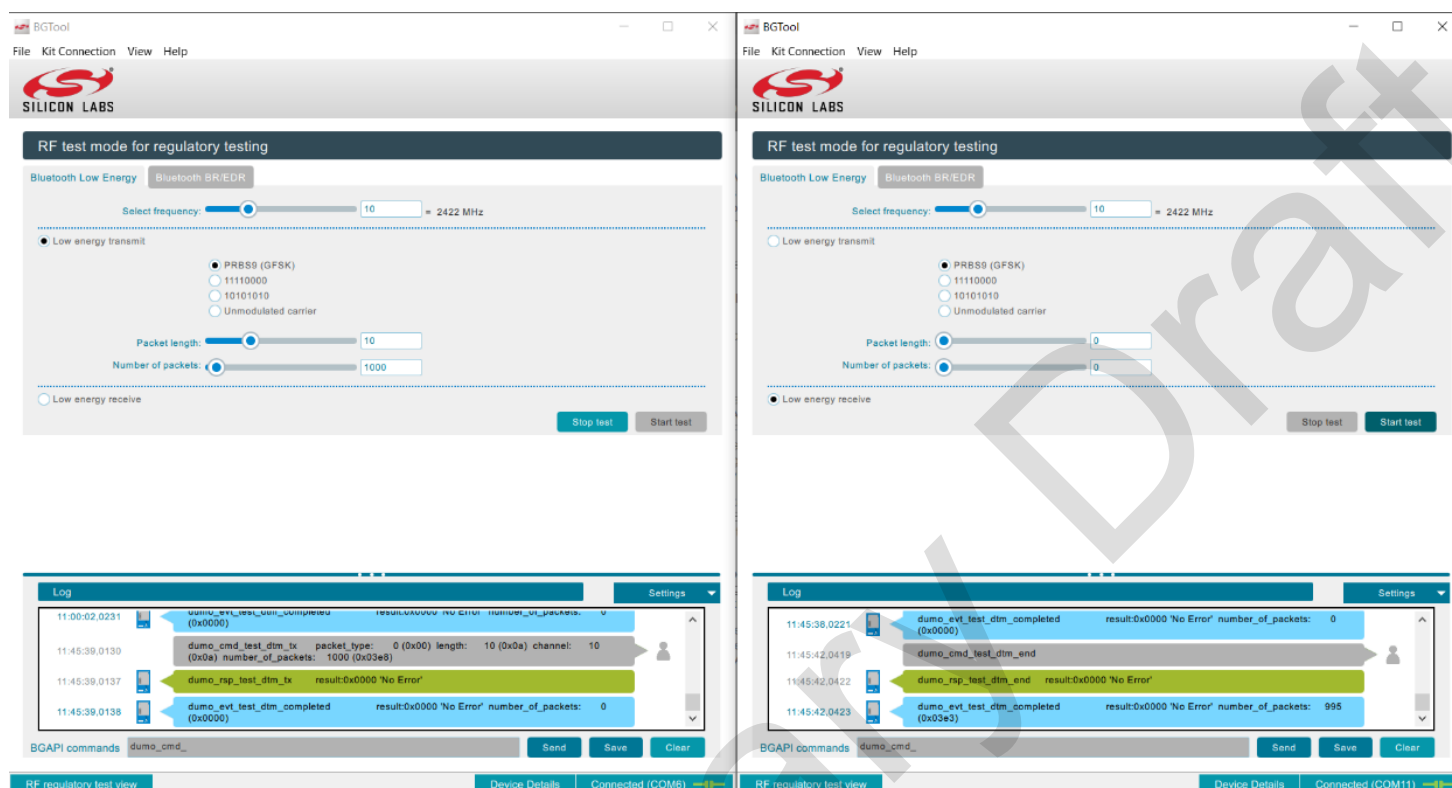 BGTool
File Kit Connection View Help
SILICON LABS
RF test mode for regulatory testing
Bluetooth Low Energy Bluetooth BR/EDR
Select frequency: 10 = 2422 MHz
Low energy transmit
PRBS9 (GFSK)
11110000
10101010
Unmodulated carrier
Packet length: 10
Number of packets: 1000
Low energy receive
Stop test Start test
Log Settings
11:00:02,0231 dumo_evt_test_dtm_completed result:0x0000 'No Error' number_of_packets: 0
(0x0000)
11:45:39,0130 dumo_cmd_test_dtm_tx packet_type: 0 (0x00) length: 10 (0x0a) channel: 10
(0x0a) number_of_packets: 1000 (0x03e8)
11:45:39,0137 dumo_rsp_test_dtm_tx result:0x0000 'No Error'
11:45:39,0138 dumo_evt_test_dtm_completed result:0x0000 'No Error' number_of_packets: 0
(0x0000)
BGAPI commands dumo_cmd_ Send Save Clear
RF regulatory test view Device Details Connected (COM6)
BGTool
File Kit Connection View Help
SILICON LABS
RF test mode for regulatory testing
Bluetooth Low Energy Bluetooth BR/EDR
Select frequency: 10 = 2422 MHz
Low energy transmit
PRBS9 (GFSK)
11110000
10101010
Unmodulated carrier
Packet length: 0
Number of packets: 0
Low energy receive
Stop test Start test
Log Settings
11:45:38,0221 dumo_evt_test_dtm_completed result:0x0000 'No Error' number_of_packets: 0
(0x0000)
11:45:42,0419 dumo_cmd_test_dtm_end
11:45:42,0422 dumo_rsp_test_dtm_end result:0x0000 'No Error'
11:45:42,0423 dumo_evt_test_dtm_completed result:0x0000 'No Error' number_of_packets: 995
(0x03e3)
BGAPI commands dumo_cmd_ Send Save Clear
RF regulatory test view Device Details Connected (COM11)
ary Draft